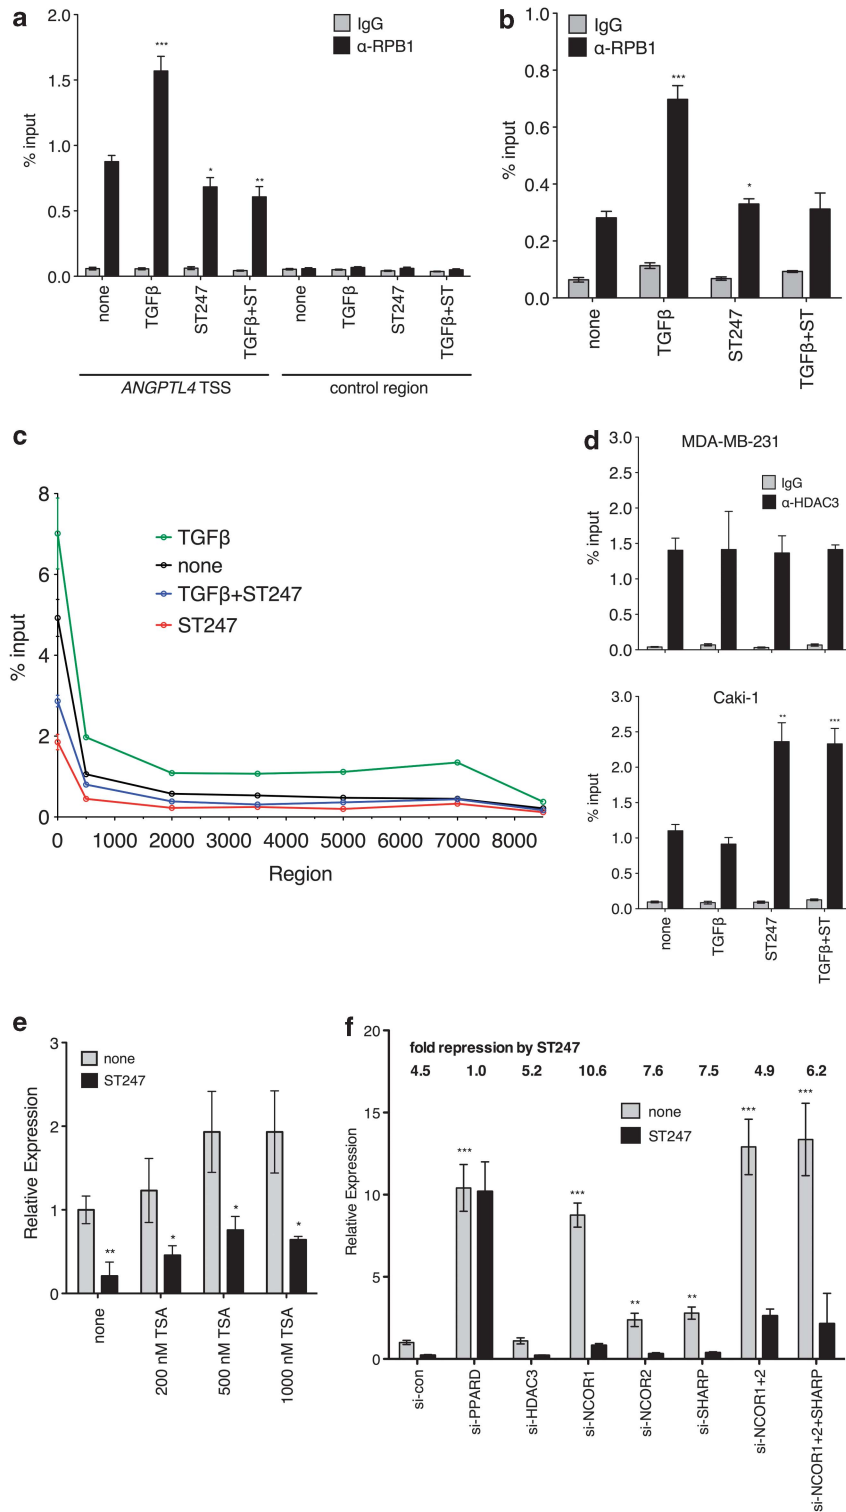 a
2.0
1.5
1.0
0.5
0.0
% input
IgG
α-RPB1
***
*
**
none
TGFβ
ST247
TGFβ+ST
none
TGFβ
ST247
TGFβ+ST
ANGPTL4 TSS
control region
b
1.0
0.8
0.6
0.4
0.2
0.0
% input
IgG
α-RPB1
***
*
none
TGFβ
ST247
TGFβ+ST
c
8
6
4
2
0
% input
TGFβ
none
TGFβ+ST247
ST247
0 1000 2000 3000 4000 5000 6000 7000 8000
Region
d
MDA-MB-231
3.0
2.5
2.0
1.5
1.0
0.5
0.0
% input
IgG
α-HDAC3
Caki-1
3.0
2.5
2.0
1.5
1.0
0.5
0.0
% input
**
***
none
TGFβ
ST247
TGFβ+ST
e
3
2
1
0
Relative Expression
none
ST247
**
*
*
*
none
200 nM TSA
500 nM TSA
1000 nM TSA
f
20
15
10
5
0
Relative Expression
fold repression by ST247
4.5 1.0 5.2 10.6 7.6 7.5 4.9 6.2
none
ST247
***
***
**
**
***
***
si-con
si-PPARD
si-HDAC3
si-NCOR1
si-NCOR2
si-SHARP
si-NCOR1+2
si-NCOR1+2+SHARP